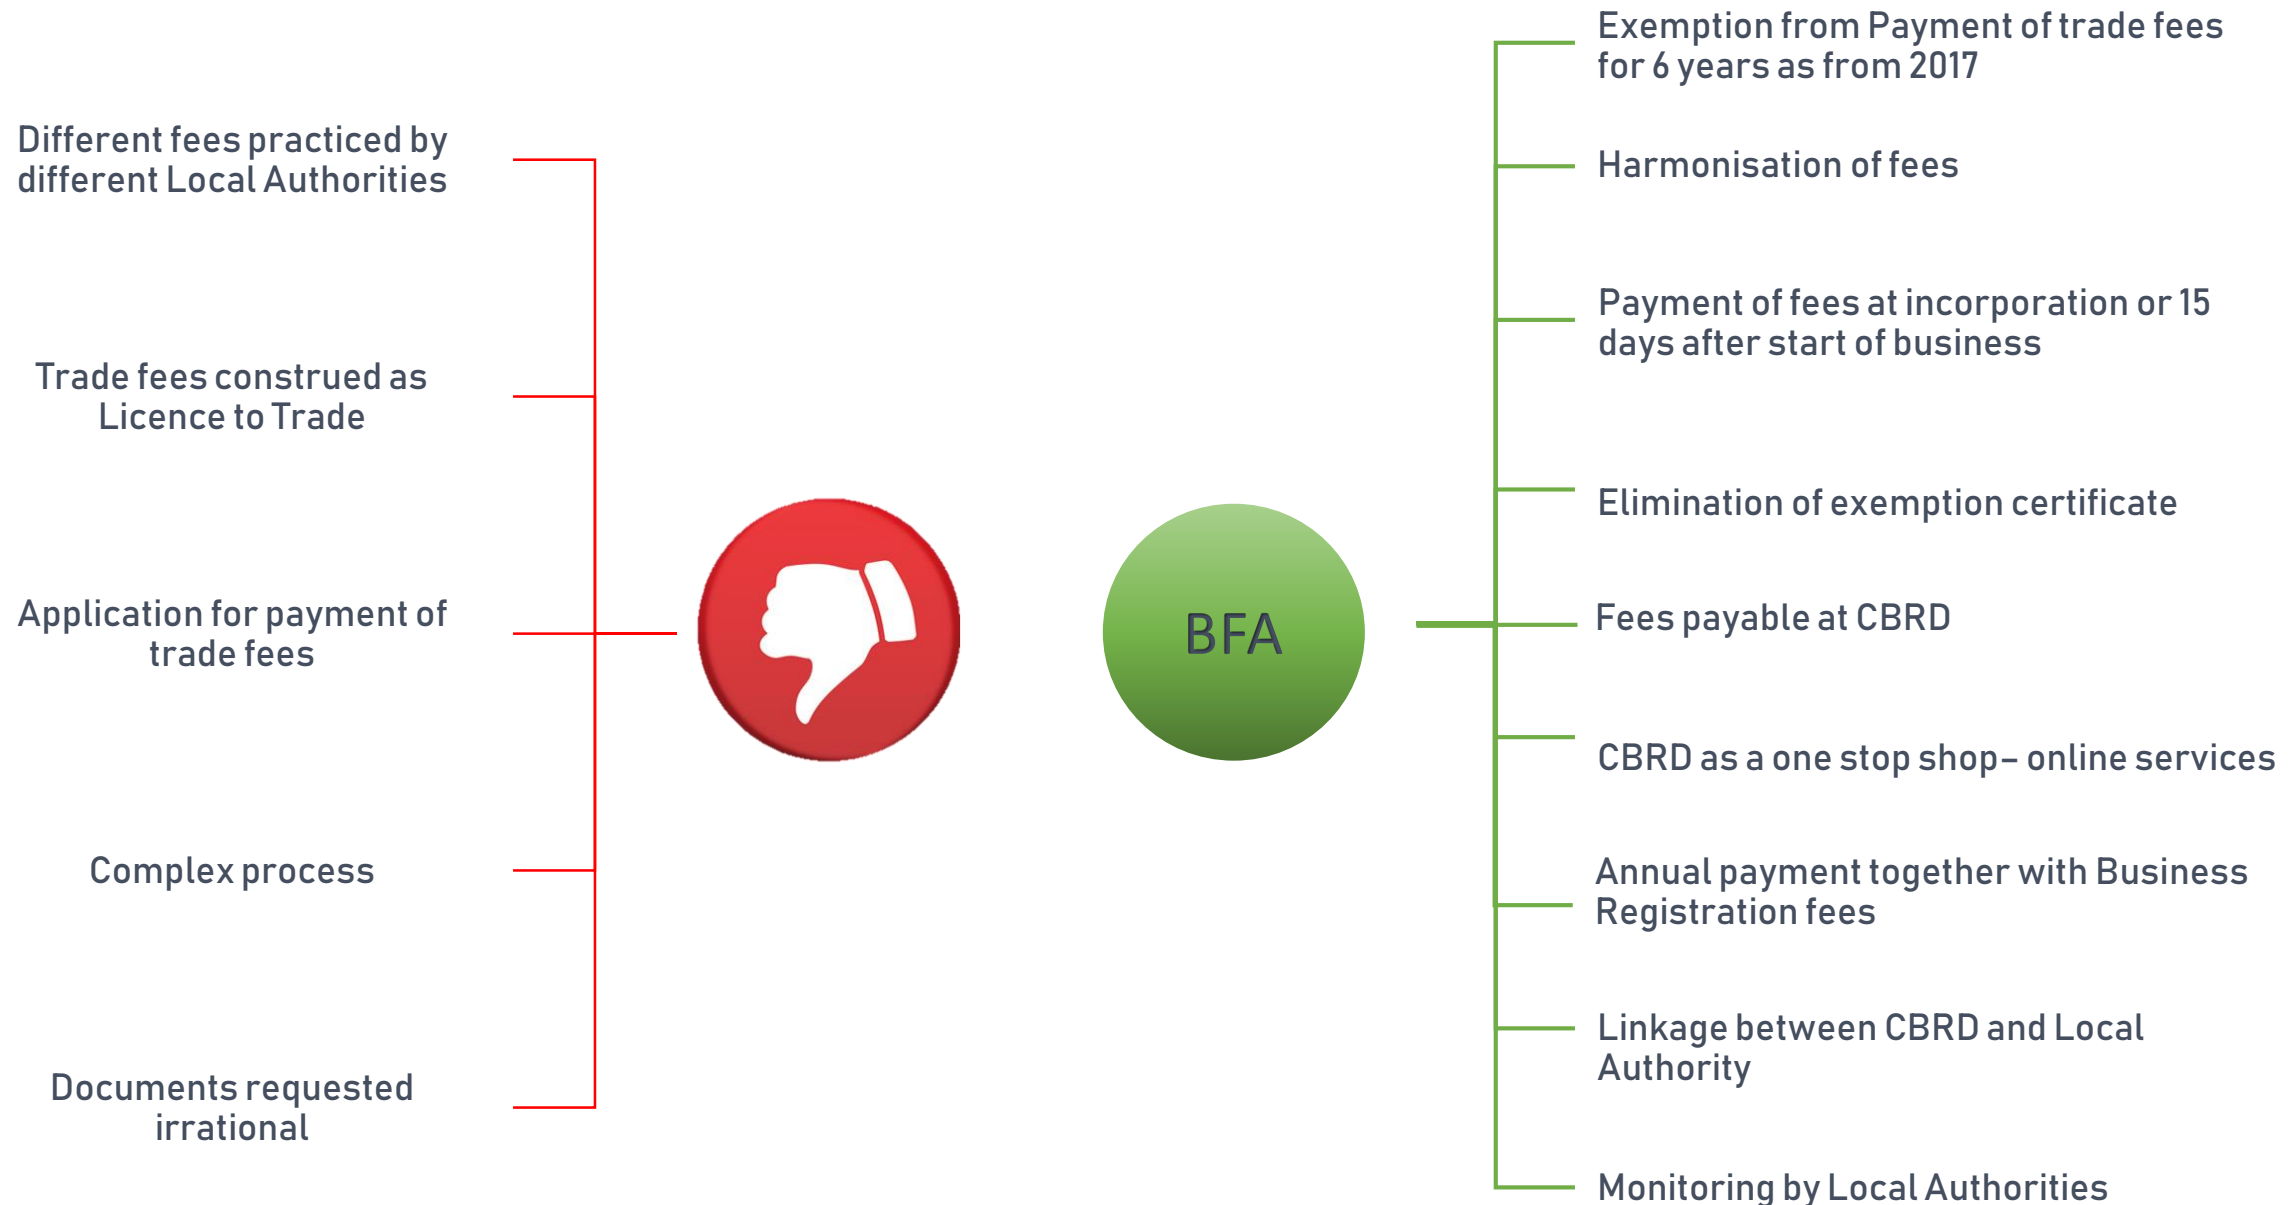 Different fees practiced by
different Local Authorities
Trade fees construed as
Licence to Trade
Application for payment of
trade fees
Complex process
Documents requested
irrational
BFA
Exemption from Payment of trade fees
for 6 years as from 2017
Harmonisation of fees
Payment of fees at incorporation or 15
days after start of business
Elimination of exemption certificate
Fees payable at CBRD
CBRD as a one stop shop– online services
Annual payment together with Business
Registration fees
Linkage between CBRD and Local
Authority
Monitoring by Local Authorities